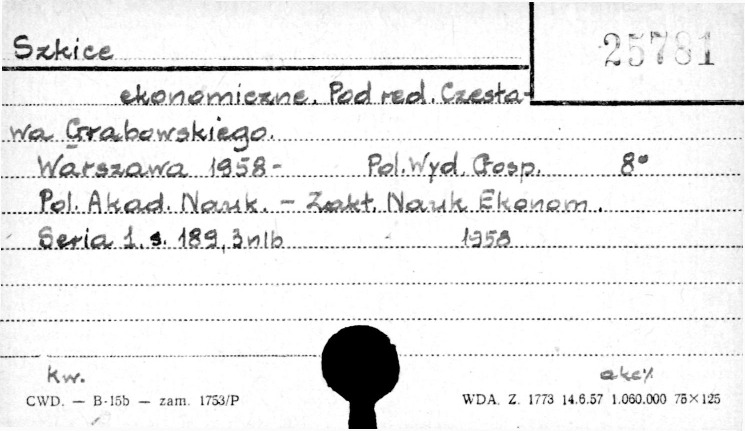 Szkice
25781
ekonomiczne. Pod red. Czesła-
wa Grabowskiego.
Warszawa 1958- Pol. Wyd. Gosp. 8°
Pol. Akad. Nauk. - Zakł. Nauk Ekonom.
Seria 1. s. 189, 3 nlb 1958
kw. akc.
CWD. — B-15b — zam. 1753/P WDA. Z. 1773 14.6.57 1.060.000 75×125